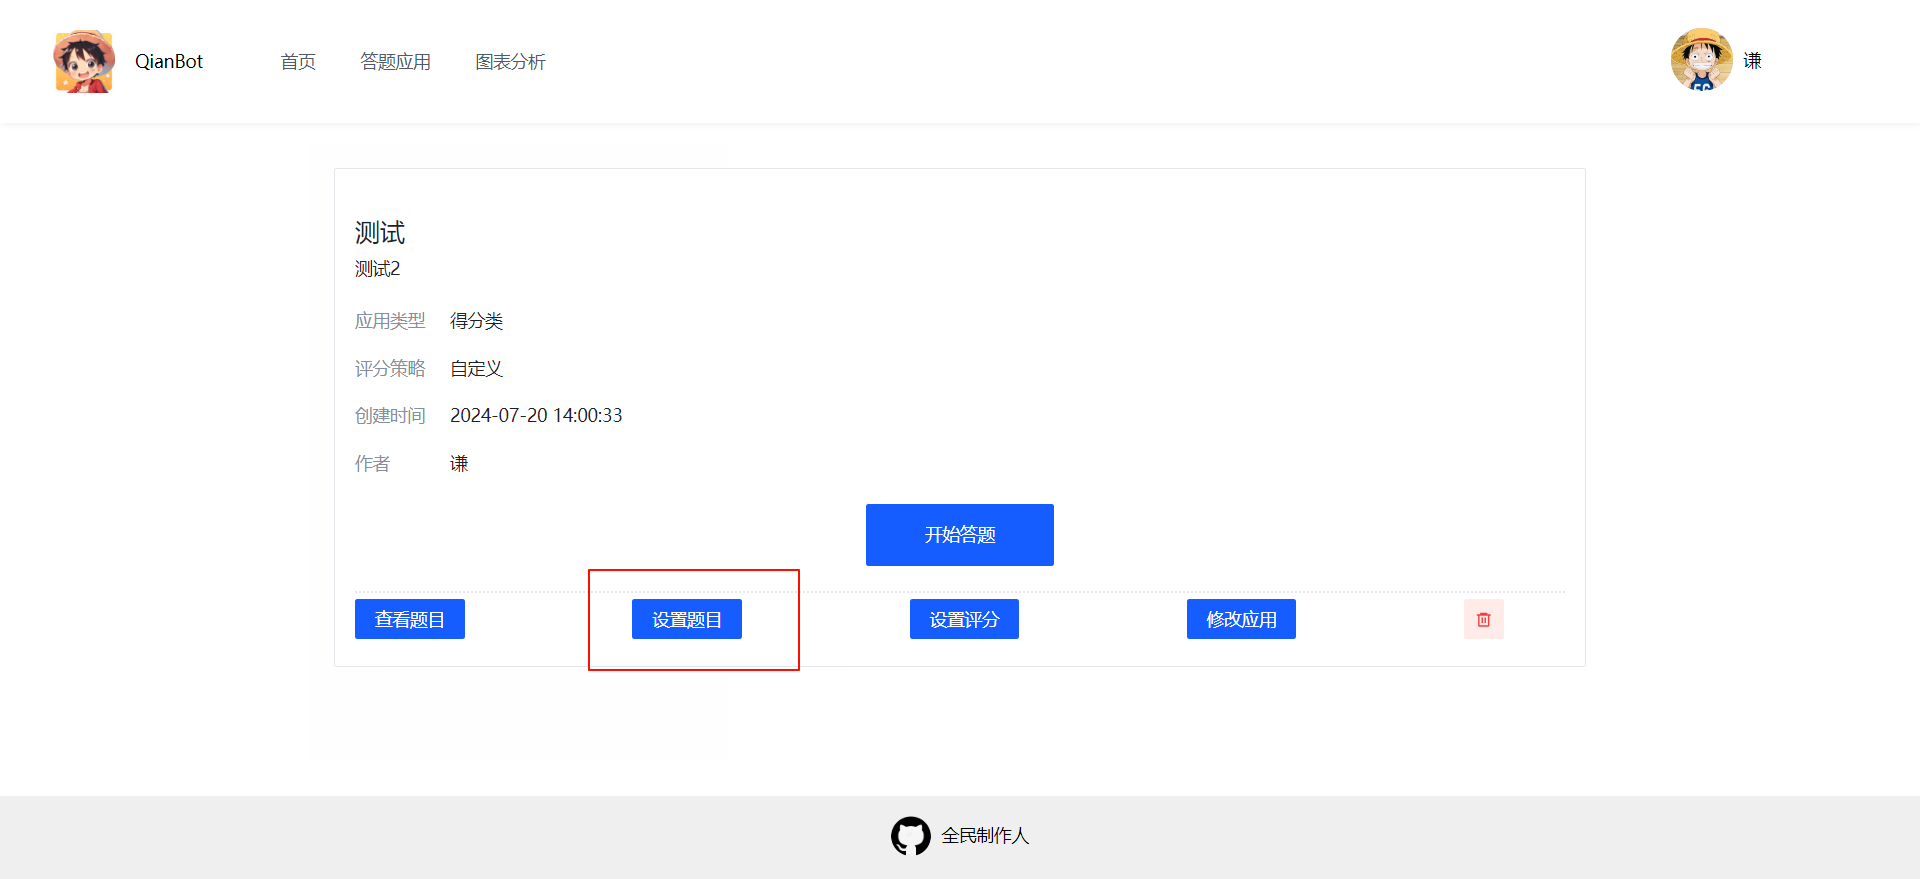 QianBot 首页 答题应用 图表分析 谦
测试
测试2
应用类型 得分类
评分策略 自定义
创建时间 2024-07-20 14:00:33
作者 谦
开始答题
查看题目 设置题目 设置评分 修改应用
全民制作人